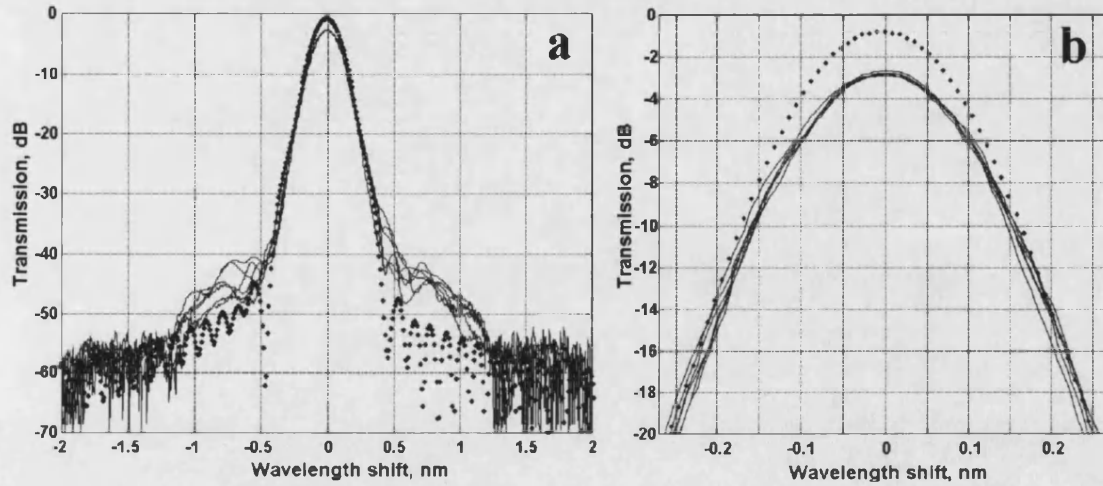 a
0
-10
-20
-30
-40
-50
-60
-70
Transmission, dB
-2 -1.5 -1 -0.5 0 0.5 1 1.5 2
Wavelength shift, nm
b
0
-2
-4
-6
-8
-10
-12
-14
-16
-18
-20
Transmission, dB
-0.2 -0.1 0 0.1 0.2
Wavelength shift, nm